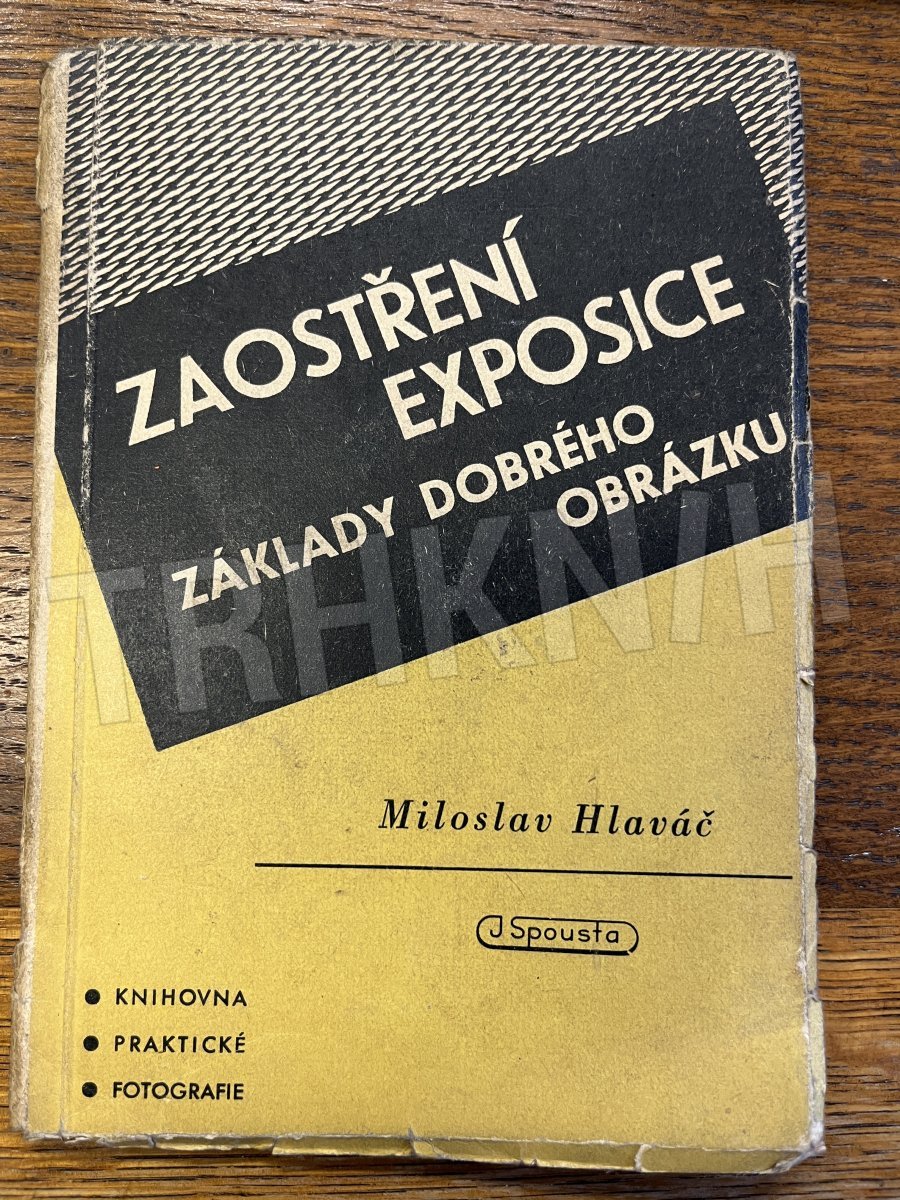 ZAOSTŘENÍ
EXPOSICE
ZÁKLADY DOBRÉHO
OBRÁZKU
TRHKNIH
Miloslav Hlaváč
J Spousta
KNIHOVNA
PRAKTICKÉ
FOTOGRAFIE